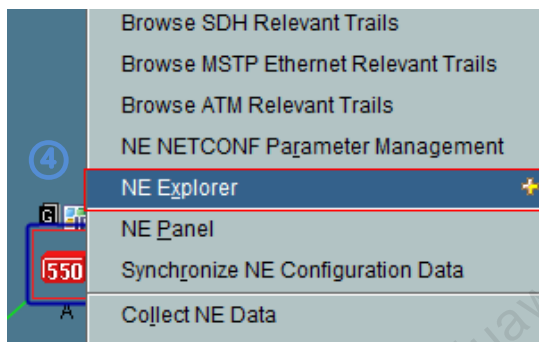 Browse SDH Relevant Trails
Browse MSTP Ethernet Relevant Trails
Browse ATM Relevant Trails
NE NETCONF Parameter Management
④
NE Explorer
G
NE Panel
550
Synchronize NE Configuration Data
A
Collect NE Data